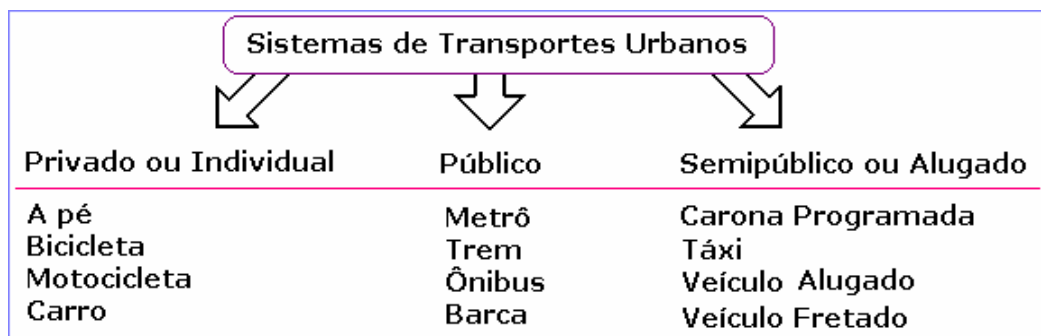 Sistemas de Transportes Urbanos
Privado ou Individual
A pé
Bicicleta
Motocicleta
Carro
Público
Metrô
Trem
Ônibus
Barca
Semipúblico ou Alugado
Carona Programada
Táxi
Veículo Alugado
Veículo Fretado